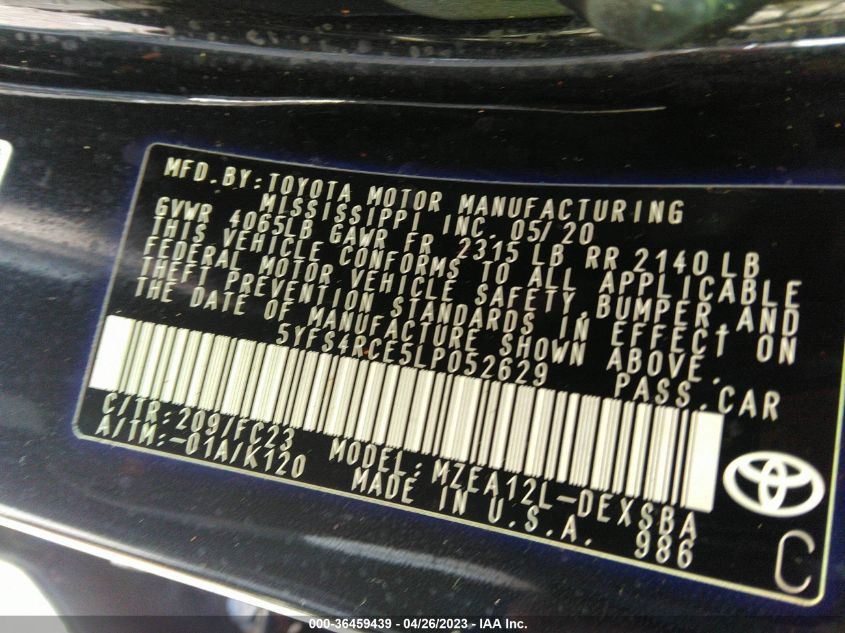 MFD.BY:TOYOTA MOTOR MANUFACTURING
MISSISSIPPI INC. 05/20
GVWR 4065LB GAWR FR 2315 LB RR 2140 LB
THIS VEHICLE CONFORMS TO ALL APPLICABLE
FEDERAL MOTOR VEHICLE SAFETY,BUMPER,AND
THEFT PREVENTION STANDARDS IN EFFECT ON
THE DATE OF MANUFACTURE SHOWN ABOVE.
5YFS4RCE5LP052629 PASS.CAR
C/TR:209/FC23 MODEL:MZEA12L-DEXSBA
A/TM:-01A/K120 MADE IN U.S.A. 986
C
000-36459439 - 04/26/2023 - IAA Inc.